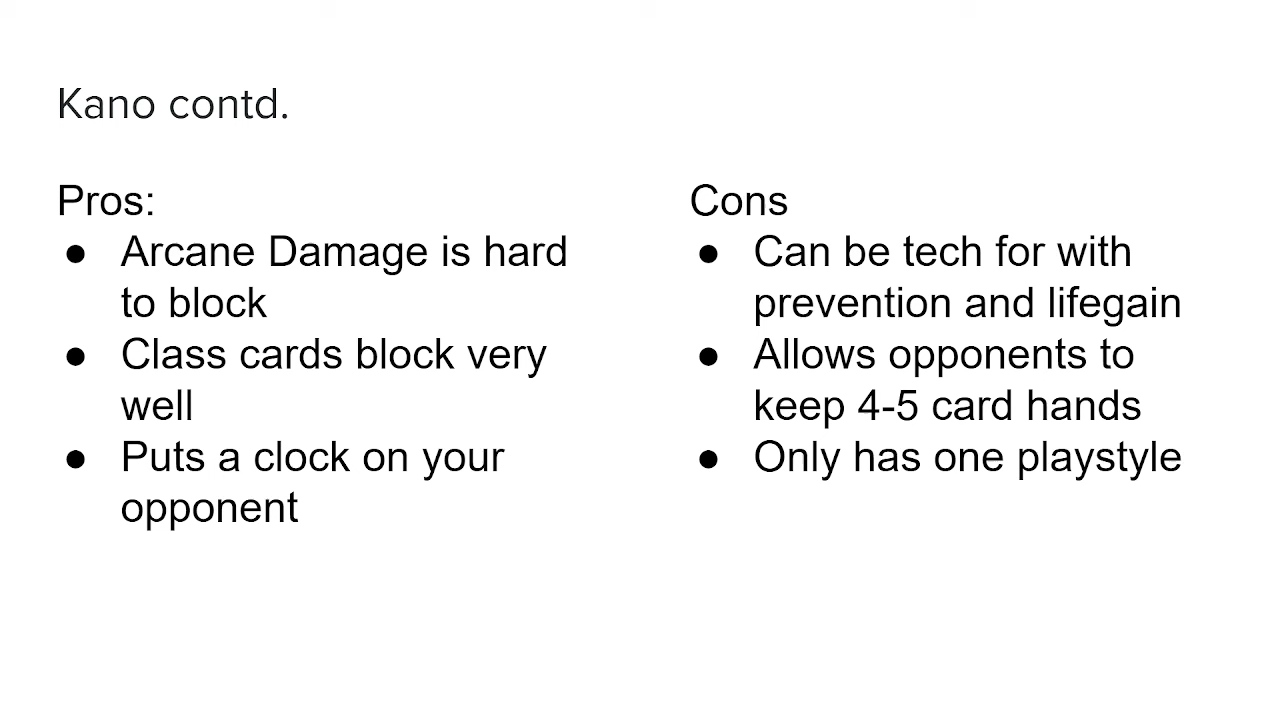 Kano contd.
Pros:
● Arcane Damage is hard
to block
● Class cards block very
well
● Puts a clock on your
opponent
Cons
● Can be tech for with
prevention and lifegain
● Allows opponents to
keep 4-5 card hands
● Only has one playstyle